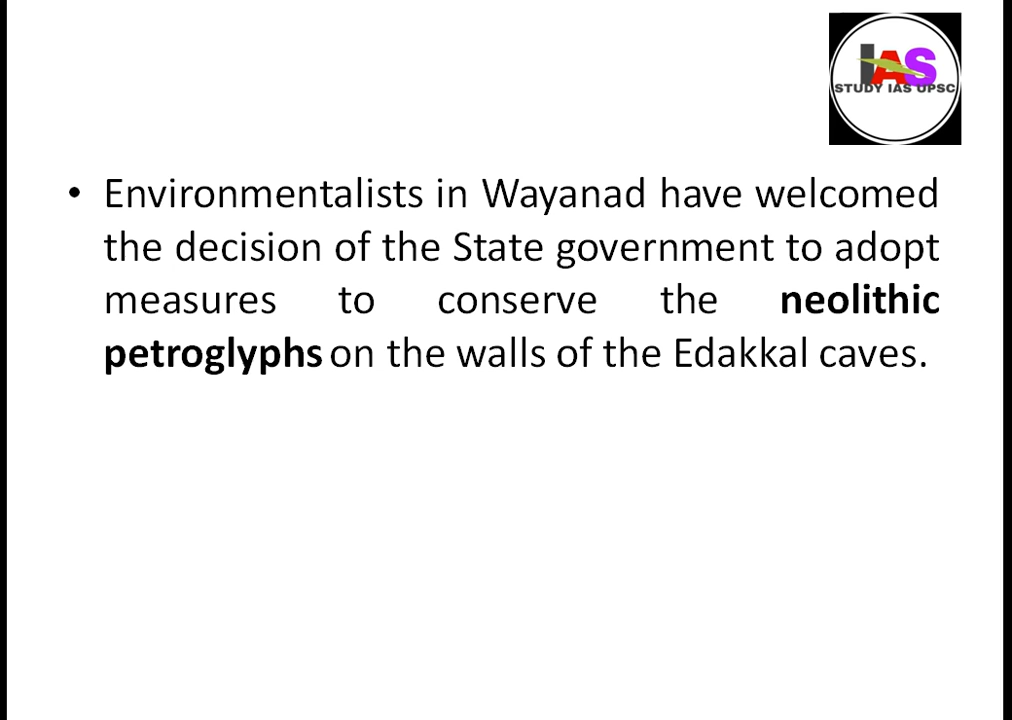 IAS
STUDY IAS UPSC
• Environmentalists in Wayanad have welcomed
the decision of the State government to adopt
measures to conserve the neolithic
petroglyphs on the walls of the Edakkal caves.